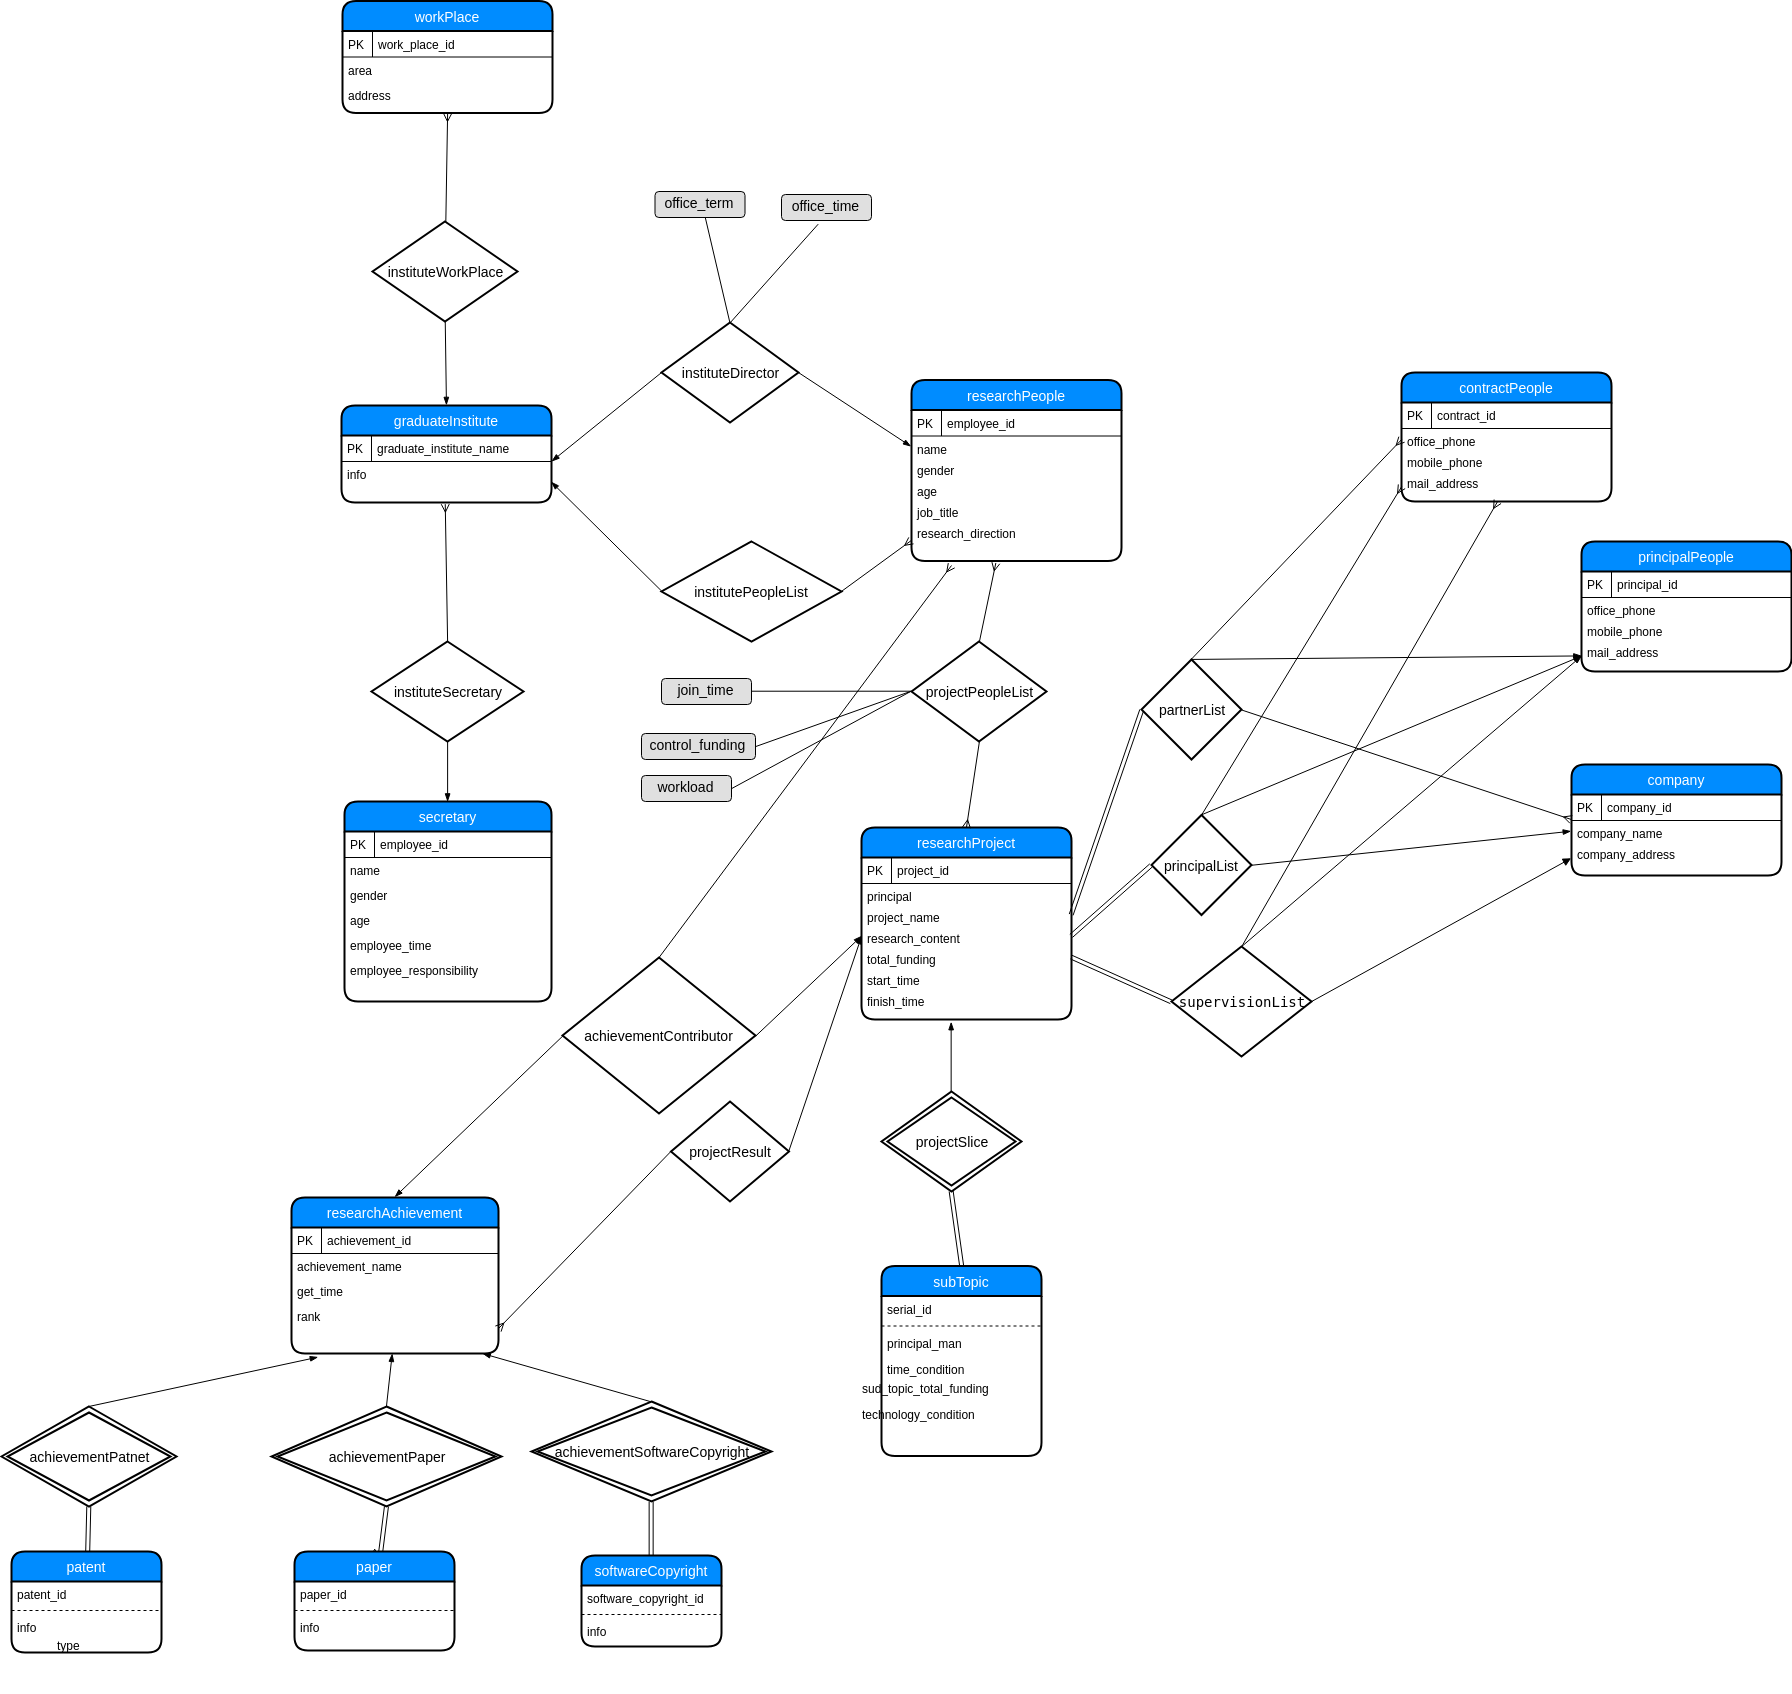 workPlace
PK work_place_id
area
address
office_term
office_time
instituteWorkPlace
instituteDirector
graduateInstitute
PK graduate_institute_name
info
researchPeople
PK employee_id
name
gender
age
job_title
research_direction
contractPeople
PK contract_id
office_phone
mobile_phone
mail_address
institutePeopleList
principalPeople
PK principal_id
office_phone
mobile_phone
mail_address
instituteSecretary
join_time
control_funding
workload
projectPeopleList
partnerList
company
PK company_id
company_name
company_address
secretary
PK employee_id
name
gender
age
employee_time
employee_responsibility
researchProject
PK project_id
principal
project_name
research_content
total_funding
start_time
finish_time
principalList
supervisionList
achievementContributor
projectResult
projectSlice
researchAchievement
PK achievement_id
achievement_name
get_time
rank
subTopic
serial_id
principal_man
time_condition
sud_topic_total_funding
technology_condition
achievementPatnet
achievementPaper
achievementSoftwareCopyright
patent
patent_id
info
type
paper
paper_id
info
softwareCopyright
software_copyright_id
info